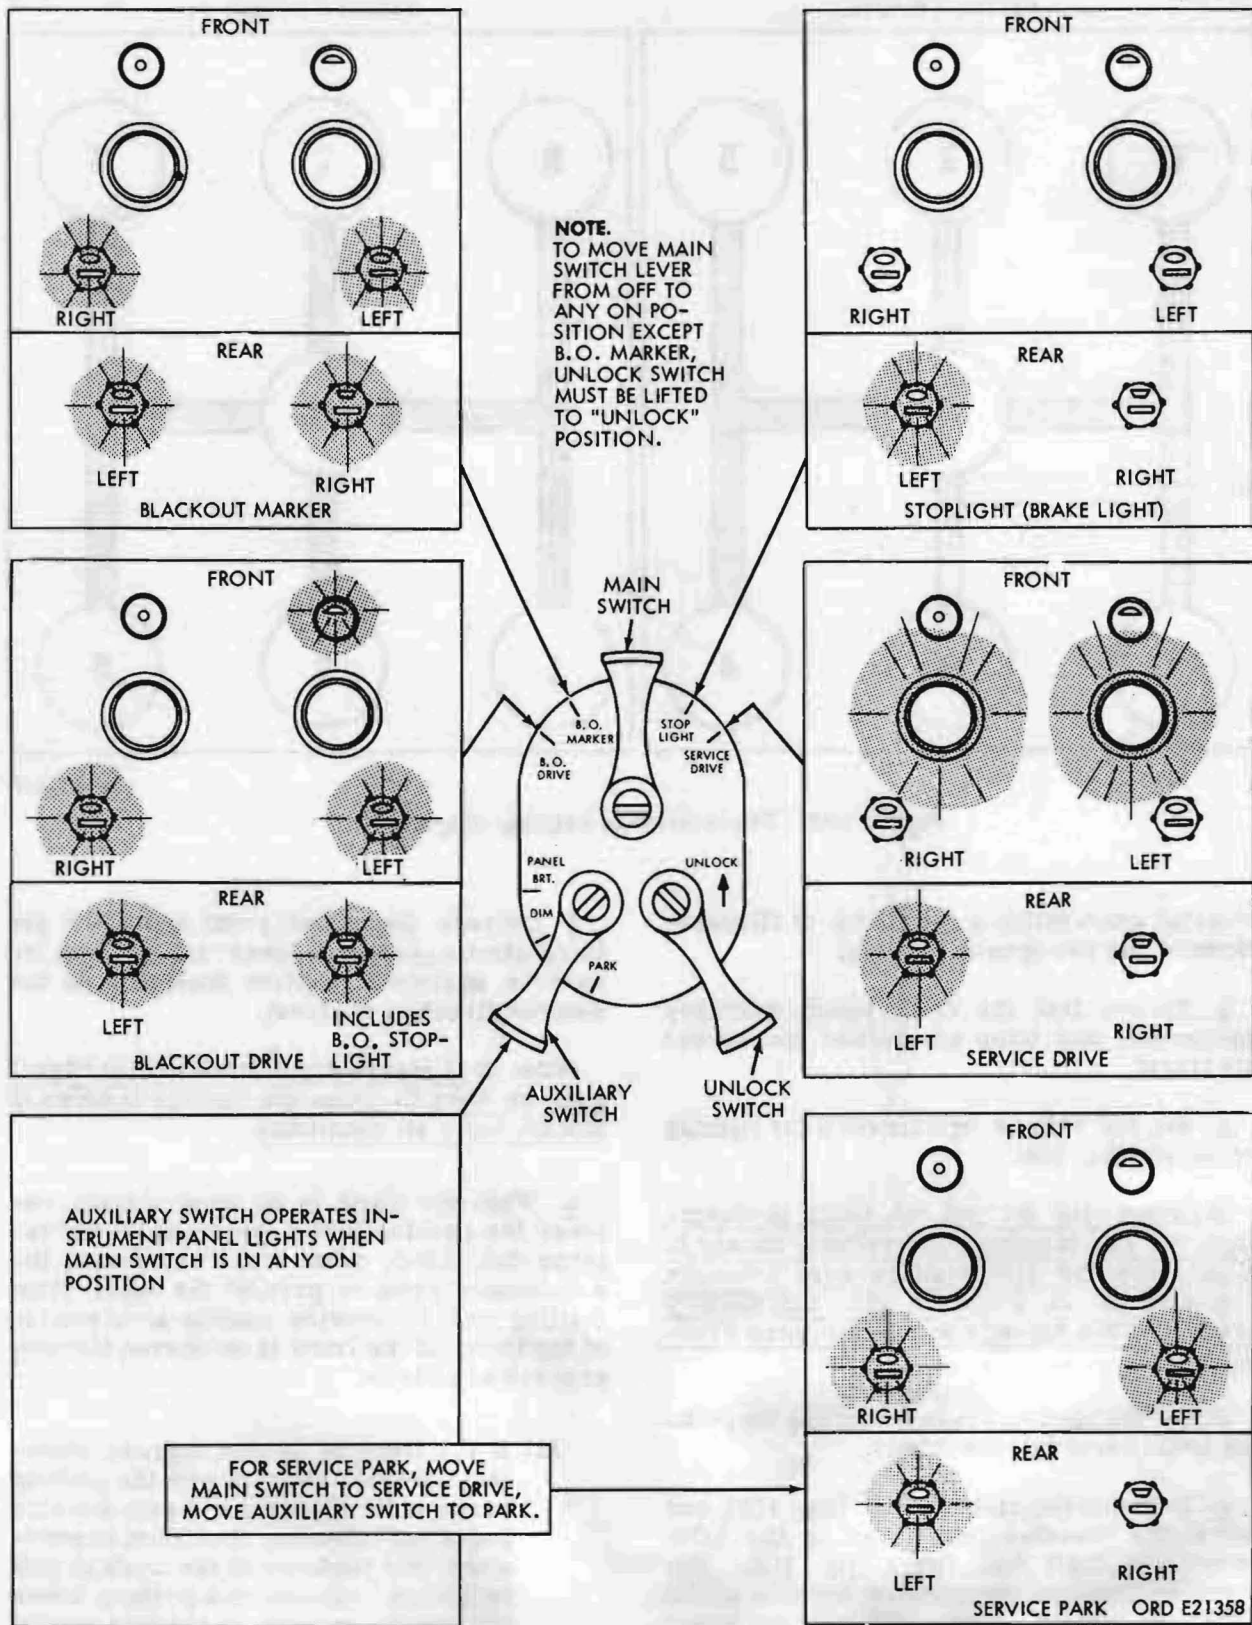 FRONT
RIGHT
LEFT
REAR
LEFT
RIGHT
BLACKOUT MARKER
NOTE.
TO MOVE MAIN
SWITCH LEVER
FROM OFF TO
ANY ON PO-
SITION EXCEPT
B.O. MARKER,
UNLOCK SWITCH
MUST BE LIFTED
TO "UNLOCK"
POSITION.
FRONT
RIGHT
LEFT
REAR
LEFT
RIGHT
STOPLIGHT (BRAKE LIGHT)
FRONT
RIGHT
LEFT
REAR
LEFT
INCLUDES
B.O. STOP-
LIGHT
BLACKOUT DRIVE
MAIN
SWITCH
B.O.
MARKER
STOP
LIGHT
B.O.
DRIVE
SERVICE
DRIVE
PANEL
BRT.
DIM
PARK
UNLOCK
AUXILIARY
SWITCH
UNLOCK
SWITCH
FRONT
RIGHT
LEFT
REAR
LEFT
RIGHT
SERVICE DRIVE
AUXILIARY SWITCH OPERATES IN-
STRUMENT PANEL LIGHTS WHEN
MAIN SWITCH IS IN ANY ON
POSITION
FOR SERVICE PARK, MOVE
MAIN SWITCH TO SERVICE DRIVE,
MOVE AUXILIARY SWITCH TO PARK.
FRONT
RIGHT
LEFT
REAR
LEFT
RIGHT
SERVICE PARK ORD E21358